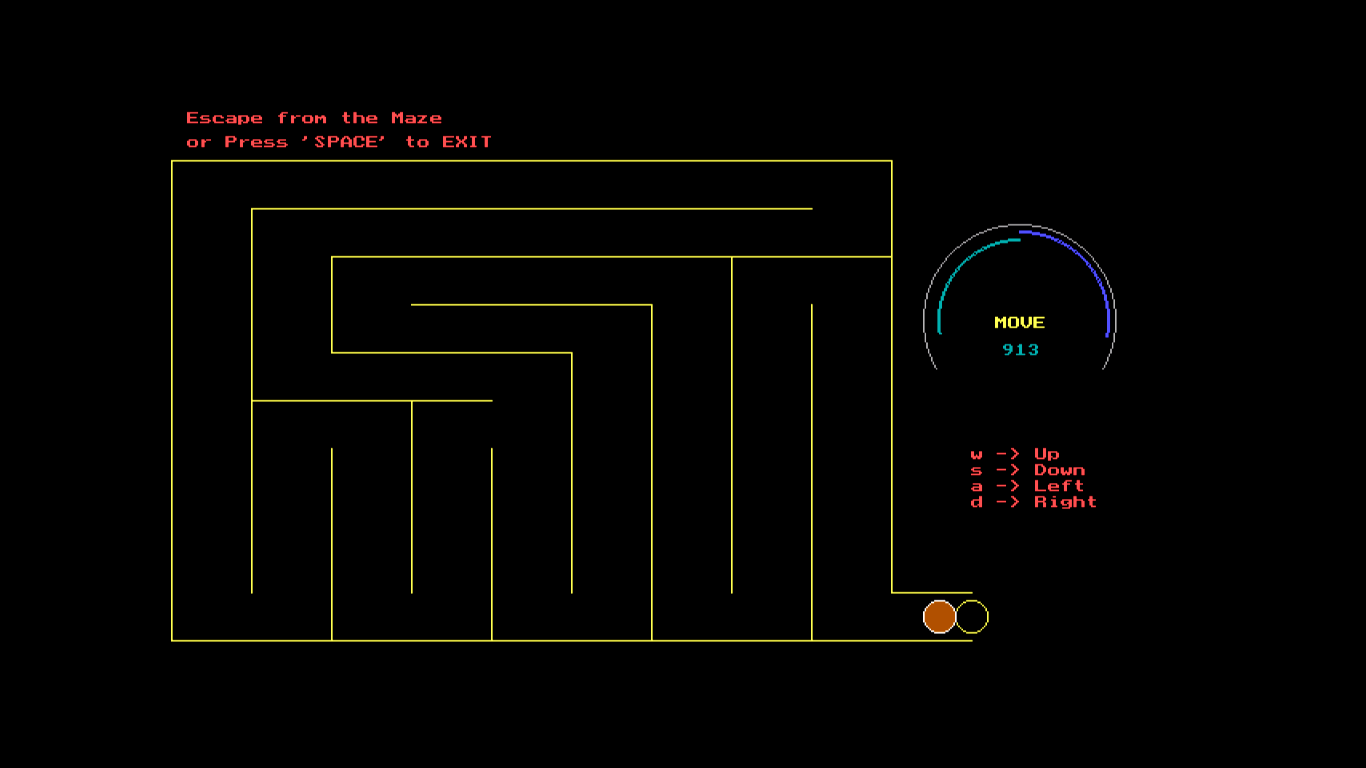 Escape from the Maze
or Press 'SPACE' to EXIT
MOVE
913
w -> Up
s -> Down
a -> Left
d -> Right